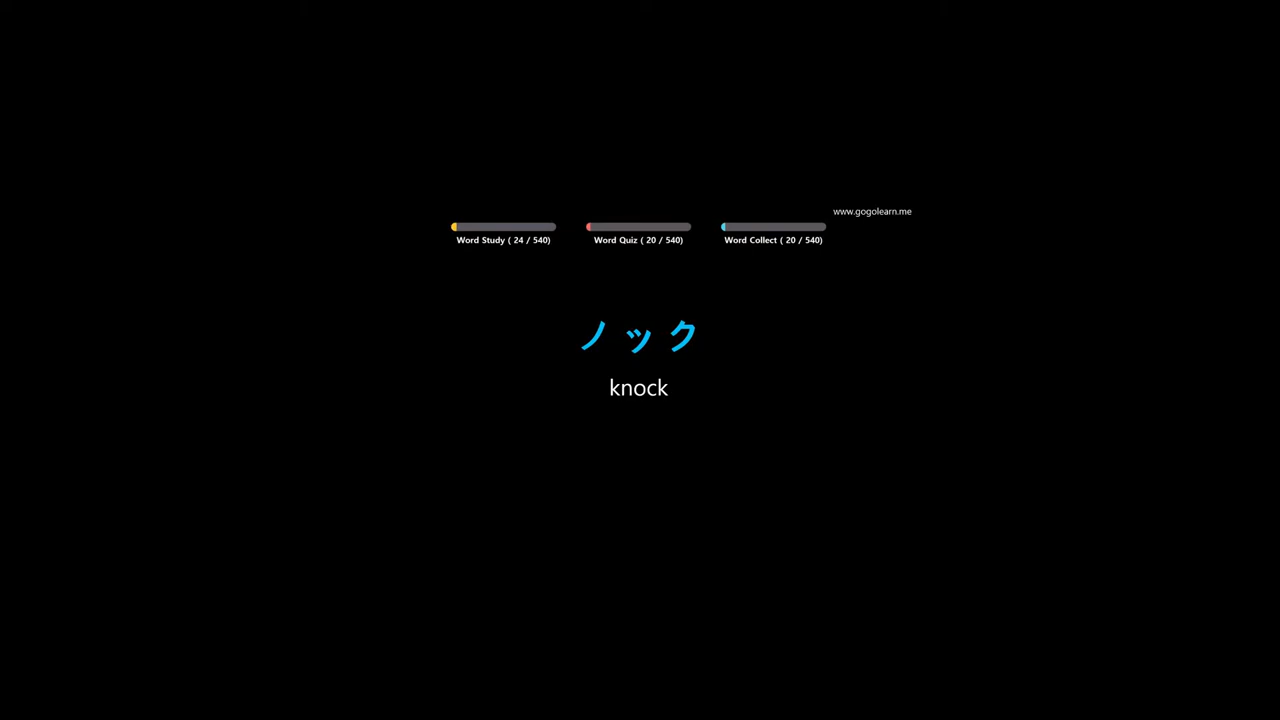 www.gogolearn.me
Word Study ( 24 / 540)
Word Quiz ( 20 / 540)
Word Collect ( 20 / 540)
ノック
knock